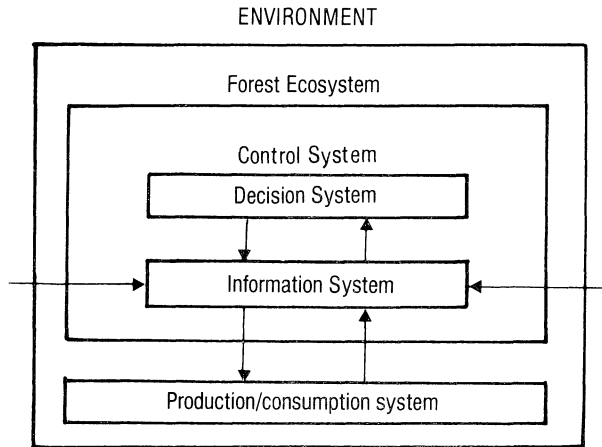 ENVIRONMENT
Forest Ecosystem
Control System
Decision System
Information System
Production/consumption system